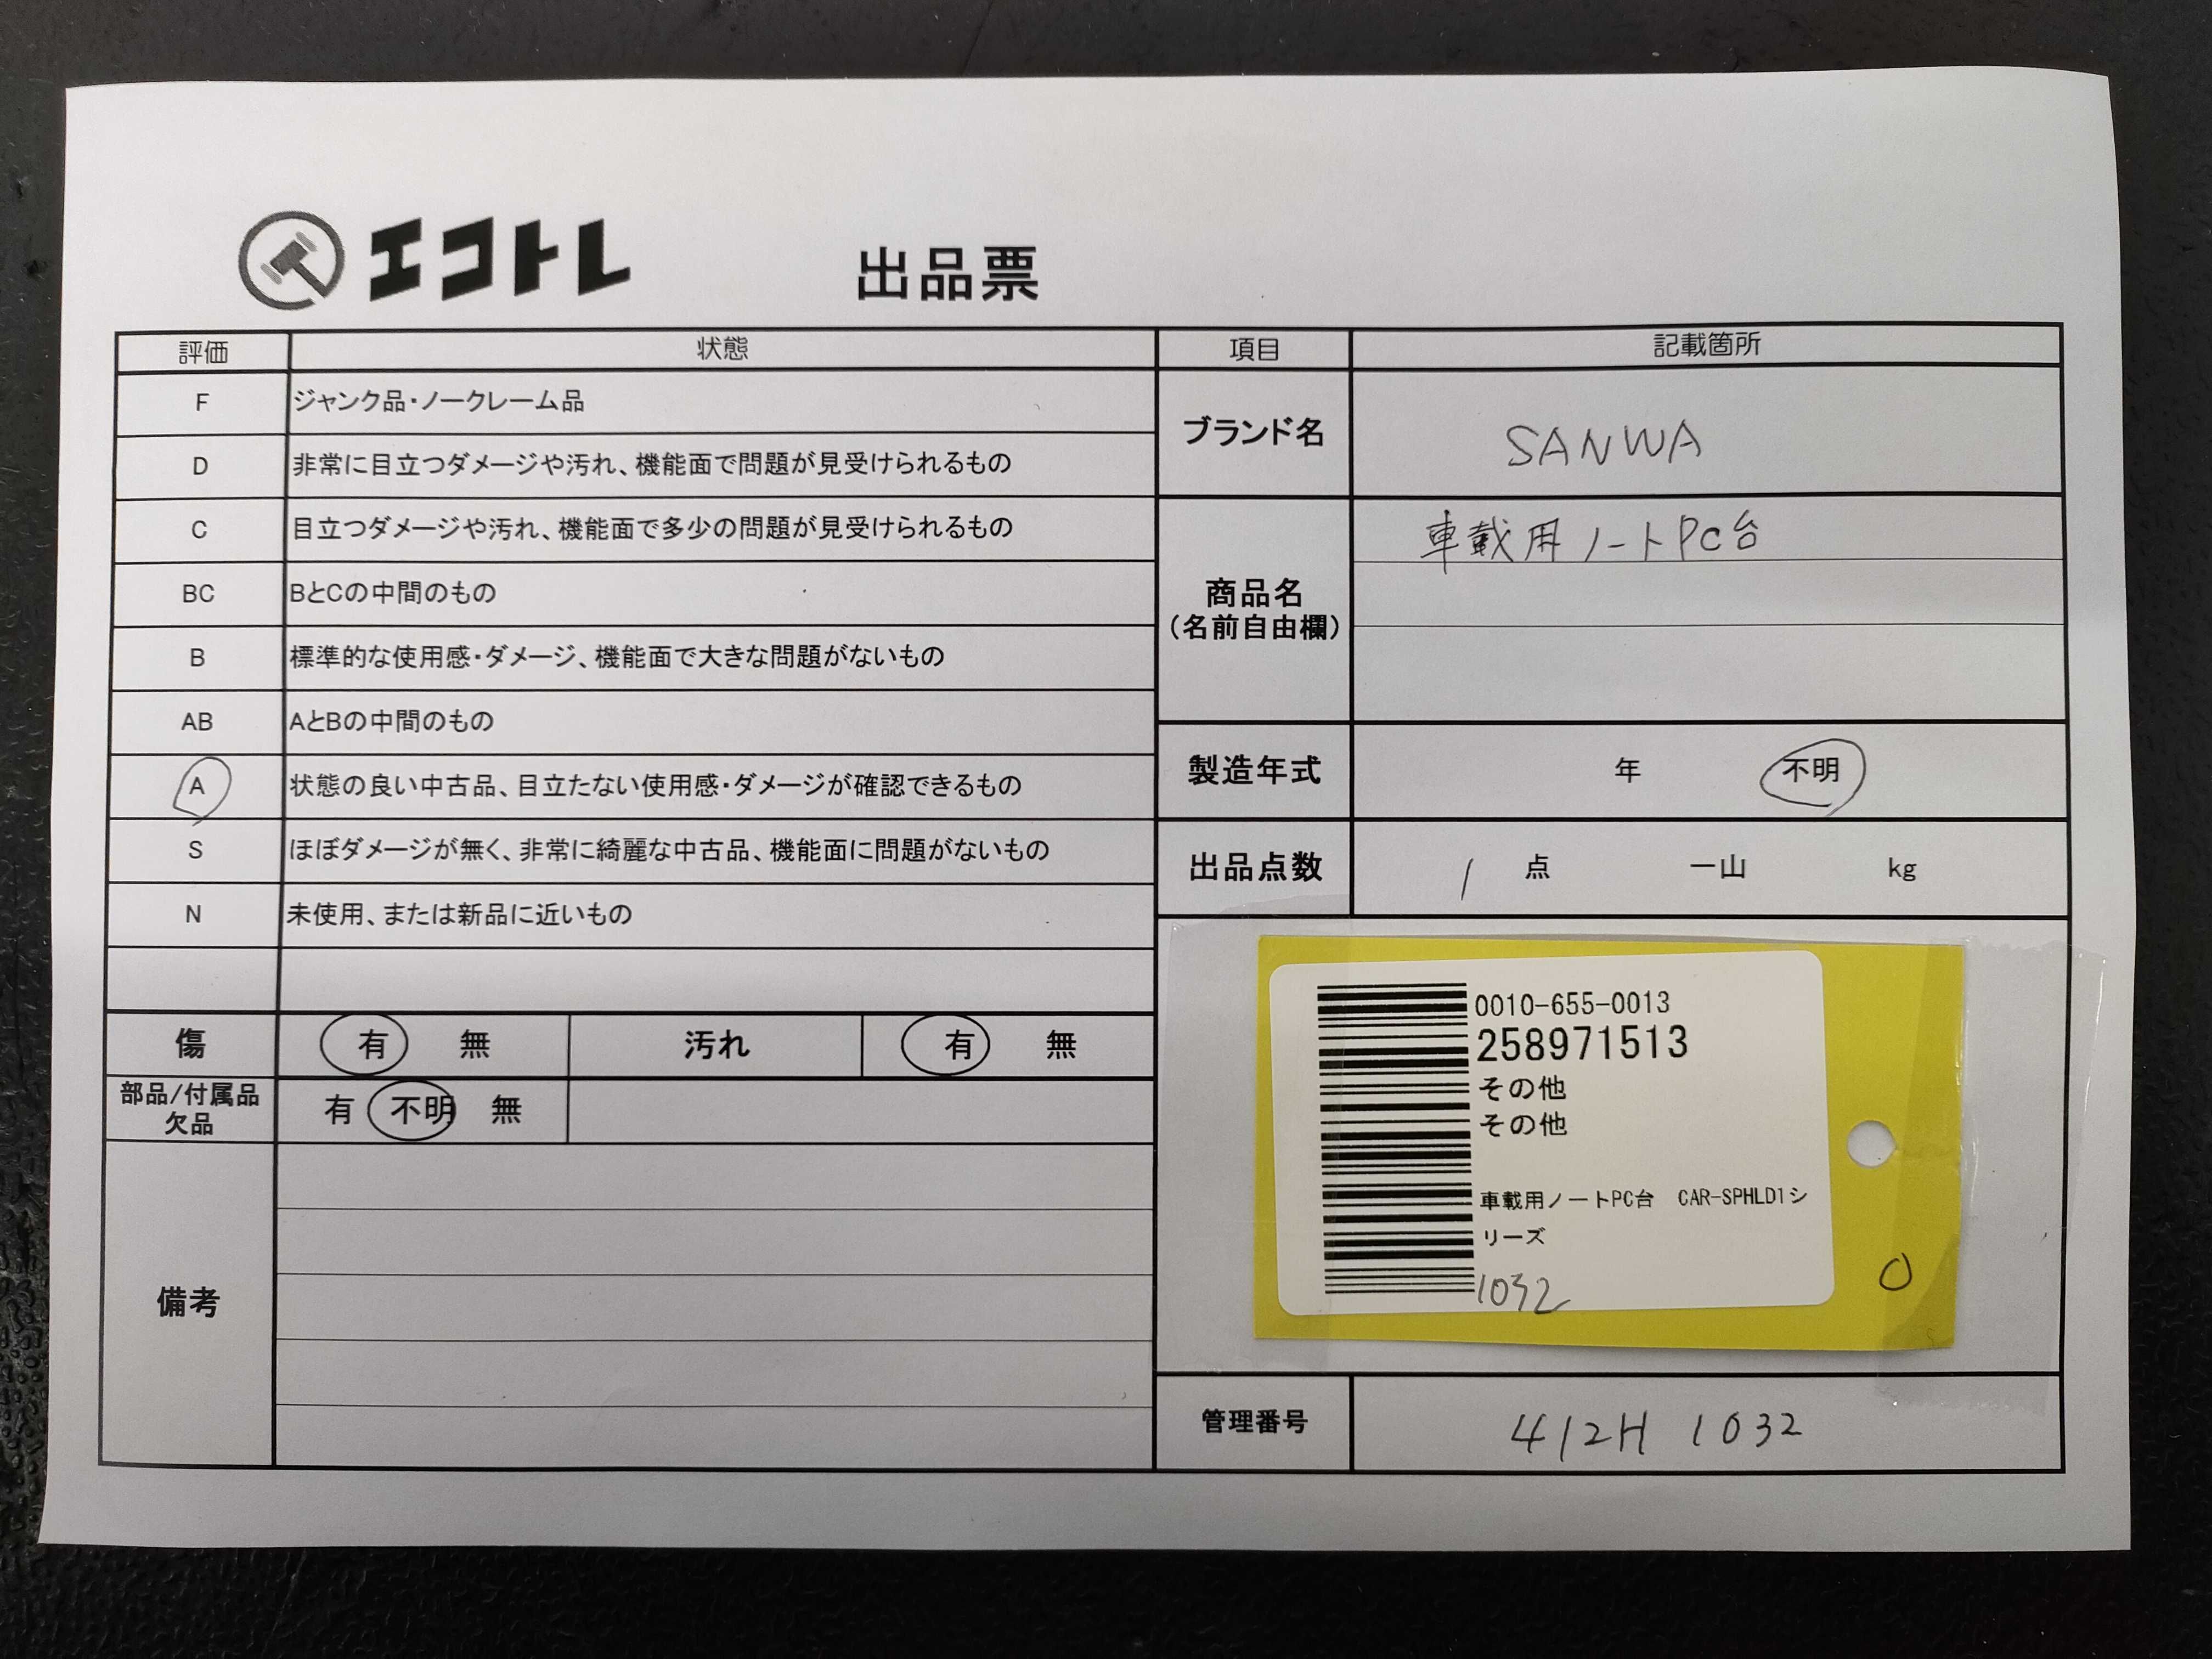 エコトレ 出品票
評価 状態 項目 記載箇所
F ジャンク品・ノークレーム品
D 非常に目立つダメージや汚れ、機能面で問題が見受けられるもの
C 目立つダメージや汚れ、機能面で多少の問題が見受けられるもの
BC BとCの中間のもの
B 標準的な使用感・ダメージ、機能面で大きな問題がないもの
AB AとBの中間のもの
A 状態の良い中古品、目立たない使用感・ダメージが確認できるもの
S ほぼダメージが無く、非常に綺麗な中古品、機能面に問題がないもの
N 未使用、または新品に近いもの
傷 有 無 汚れ 有 無
部品/付属品
欠品
有 不明 無
備考
ブランド名 SANWA
商品名
(名前自由欄)
車載用ノートPC台
製造年式 年 不明
出品点数 1 点 一山 kg
0010-655-0013
258971513
その他
その他
車載用ノートPC台 CAR-SPHLD1シ
リーズ
1032
0
管理番号 412H 1032